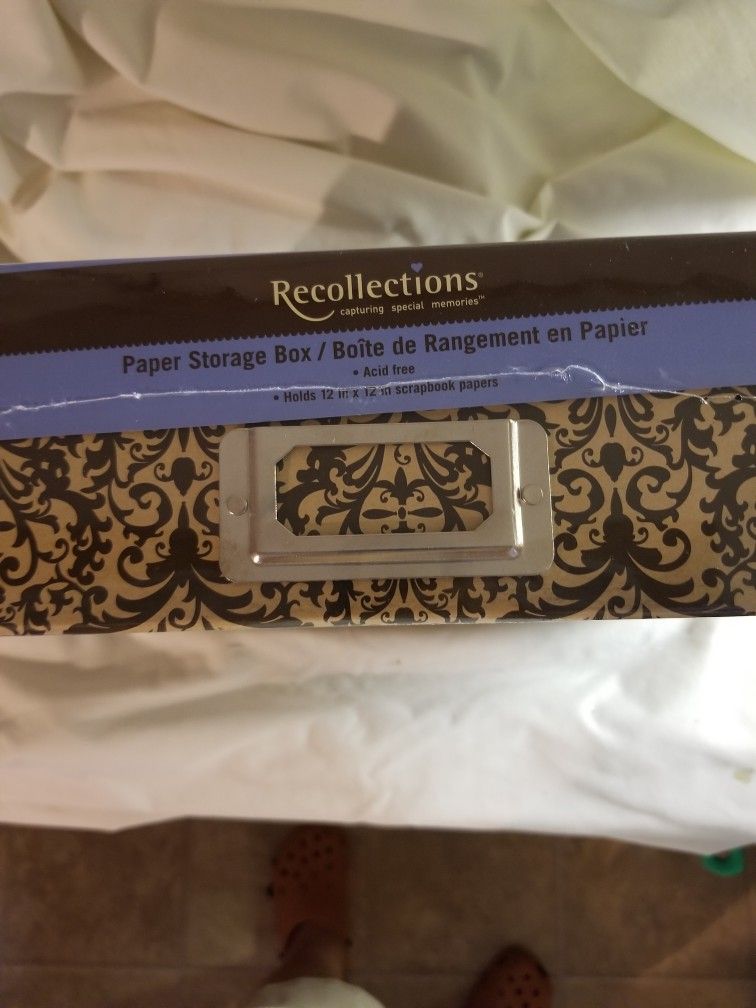 Recollections®
capturing special memories™
Paper Storage Box / Boîte de Rangement en Papier
• Acid free
• Holds 12 in x 12 in scrapbook papers